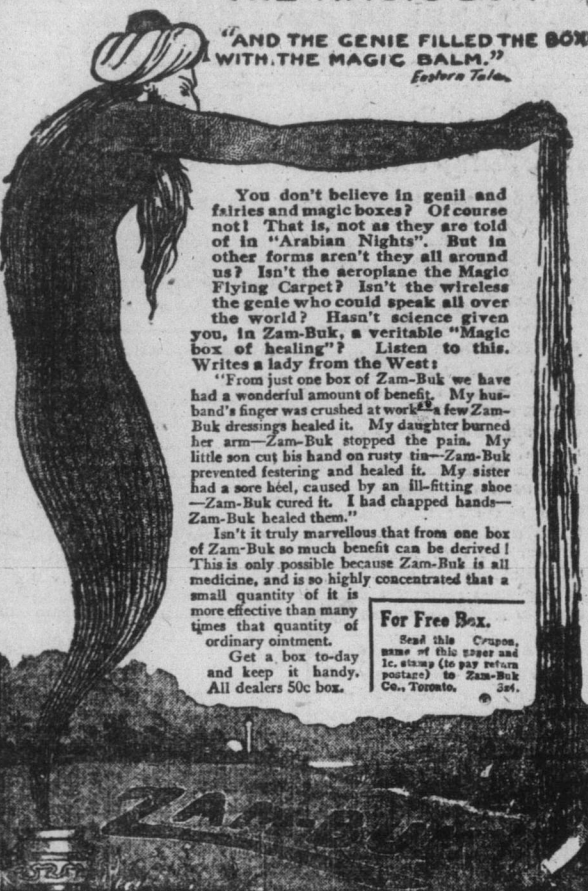 "AND THE GENIE FILLED THE BOX
WITH.THE MAGIC BALM."
Eastern Tale
You don't believe in genii and
fairies and magic boxes? Of course
not! That is, not as they are told
of in "Arabian Nights". But in
other forms aren't they all around
us? Isn't the aeroplane the Magic
Flying Carpet? Isn't the wireless
the genie who could speak all over
the world? Hasn't science given
you, in Zam-Buk, a veritable "Magic
box of healing"? Listen to this.
Writes a lady from the West:
"From just one box of Zam-Buk we have
had a wonderful amount of benefit. My hus-
band's finger was crushed at work—a few Zam-
Buk dressings healed it. My daughter burned
her arm—Zam-Buk stopped the pain. My
little son cut his hand on rusty tin—Zam-Buk
prevented festering and healed it. My sister
had a sore heel, caused by an ill-fitting shoe
—Zam-Buk cured it. I had chapped hands—
Zam-Buk healed them."
Isn't it truly marvellous that from one box
of Zam-Buk so much benefit can be derived!
This is only possible because Zam-Buk is all
medicine, and is so highly concentrated that a
small quantity of it is
more effective than many
times that quantity of
ordinary ointment.
Get a box to-day
and keep it handy.
All dealers 50c box.
For Free Box.
Send this Coupon,
name of this paper and
1c. stamp (to pay return
postage) to Zam-Buk
Co., Toronto. 3x4.
ZAM-BUK